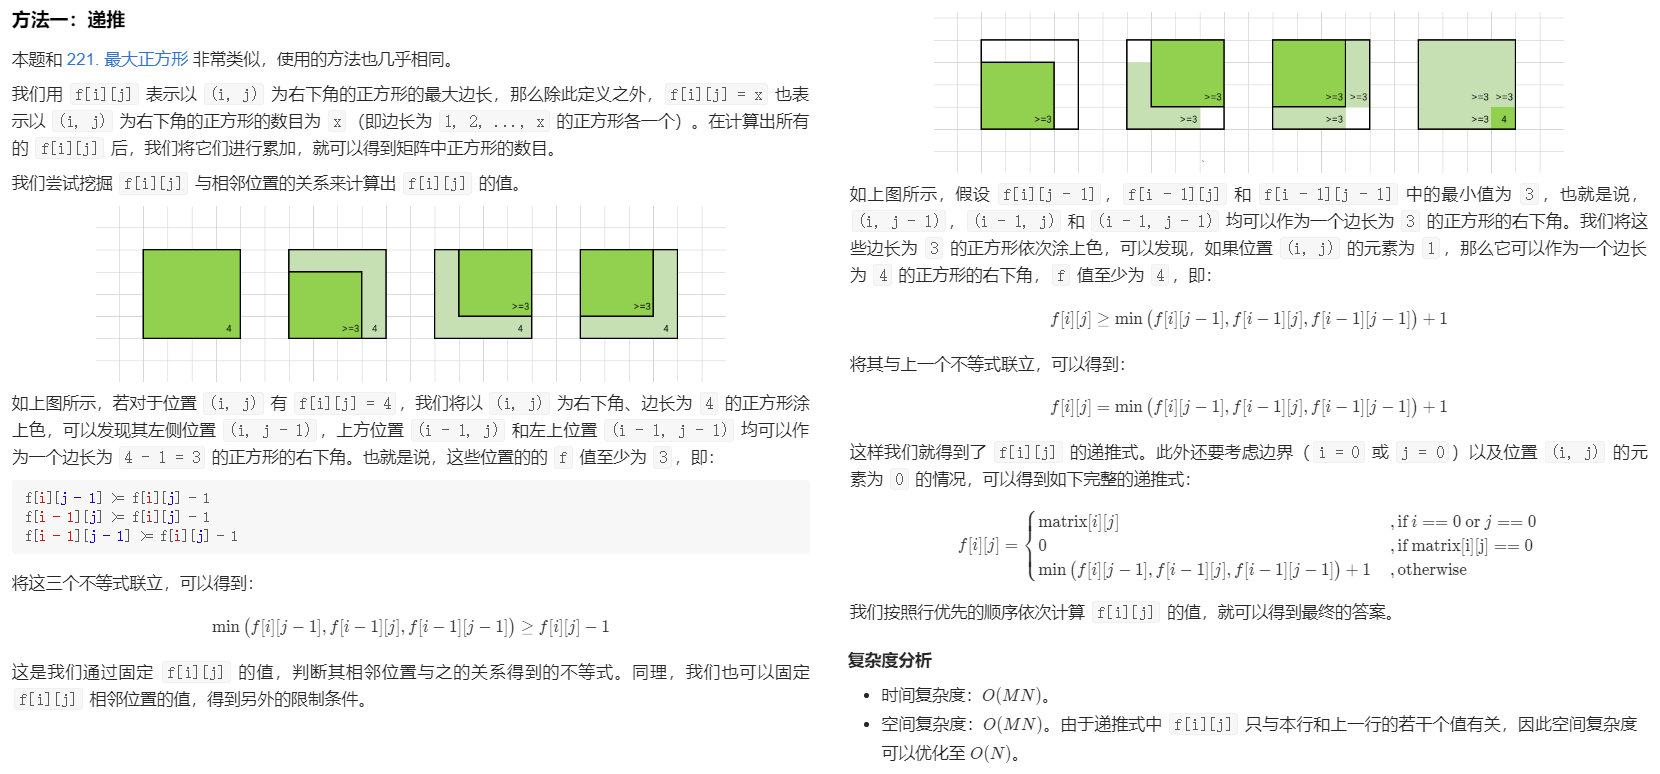 方法一：递推
本题和 221. 最大正方形 非常类似，使用的方法也几乎相同。
我们用 f[i][j] 表示以 (i, j) 为右下角的正方形的最大边长，那么除此定义之外， f[i][j] = x 也表
示以 (i, j) 为右下角的正方形的数目为 x （即边长为 1, 2, ..., x 的正方形各一个）。在计算出所有
的 f[i][j] 后，我们将它们进行累加，就可以得到矩阵中正方形的数目。
我们尝试挖掘 f[i][j] 与相邻位置的关系来计算出 f[i][j] 的值。
>=3 >=3
4 >=3 4 4 4
如上图所示，若对于位置 (i, j) 有 f[i][j] = 4 ，我们将以 (i, j) 为右下角、边长为 4 的正方形涂
上色，可以发现其左侧位置 (i, j - 1) ，上方位置 (i - 1, j) 和左上位置 (i - 1, j - 1) 均可以作
为一个边长为 4 - 1 = 3 的正方形的右下角。也就是说，这些位置的的 f 值至少为 3 ，即：
f[i][j - 1] >= f[i][j] - 1
f[i - 1][j] >= f[i][j] - 1
f[i - 1][j - 1] >= f[i][j] - 1
将这三个不等式联立，可以得到：
min (f[i][j − 1], f[i − 1][j], f[i − 1][j − 1]) ≥ f[i][j] − 1
这是我们通过固定 f[i][j] 的值，判断其相邻位置与之的关系得到的不等式。同理，我们也可以固定
f[i][j] 相邻位置的值，得到另外的限制条件。
>=3 >=3 >=3 >=3 >=3
>=3 >=3 >=3 >=3 4
如上图所示，假设 f[i][j - 1] ， f[i - 1][j] 和 f[i - 1][j - 1] 中的最小值为 3 ，也就是说，
(i, j - 1) ， (i - 1, j) 和 (i - 1, j - 1) 均可以作为一个边长为 3 的正方形的右下角。我们将这
些边长为 3 的正方形依次涂上色，可以发现，如果位置 (i, j) 的元素为 1 ，那么它可以作为一个边长
为 4 的正方形的右下角， f 值至少为 4 ，即：
f[i][j] ≥ min (f[i][j − 1], f[i − 1][j], f[i − 1][j − 1]) + 1
将其与上一个不等式联立，可以得到：
f[i][j] = min (f[i][j − 1], f[i − 1][j], f[i − 1][j − 1]) + 1
这样我们就得到了 f[i][j] 的递推式。此外还要考虑边界（ i = 0 或 j = 0 ）以及位置 (i, j) 的元
素为 0 的情况，可以得到如下完整的递推式：
matrix[i][j] , if i == 0 or j == 0
f[i][j] = { 0 , if matrix[i][j] == 0
min (f[i][j − 1], f[i − 1][j], f[i − 1][j − 1]) + 1 , otherwise
我们按照行优先的顺序依次计算 f[i][j] 的值，就可以得到最终的答案。
复杂度分析
• 时间复杂度：O(MN)。
• 空间复杂度：O(MN)。由于递推式中 f[i][j] 只与本行和上一行的若干个值有关，因此空间复杂度
可以优化至 O(N)。